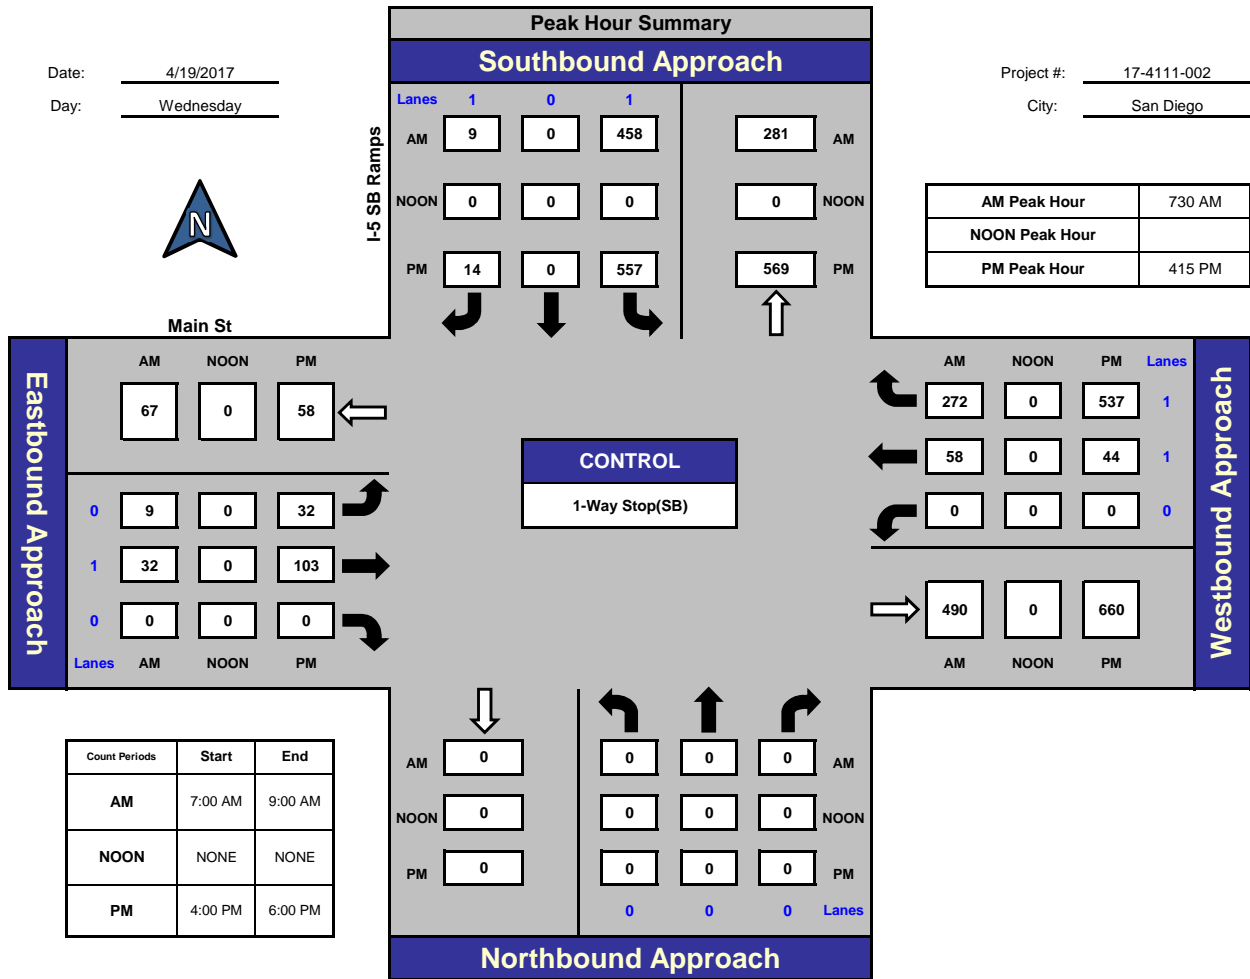 Peak Hour Summary
Southbound Approach
Date: 4/19/2017
Day: Wednesday
Project #: 17-4111-002
City: San Diego
N
I-5 SB Ramps
Lanes 1 0 1
AM 9 0 458 281 AM
NOON 0 0 0 0 NOON
PM 14 0 557 569 PM
AM Peak Hour 730 AM
NOON Peak Hour
PM Peak Hour 415 PM
Main St
Eastbound Approach
AM NOON PM
67 0 58
0 9 0 32
1 32 0 103
0 0 0 0
Lanes AM NOON PM
CONTROL
1-Way Stop(SB)
AM NOON PM Lanes
272 0 537 1
58 0 44 1
0 0 0 0
490 0 660
AM NOON PM
Westbound Approach
Count Periods Start End
AM 7:00 AM 9:00 AM
NOON NONE NONE
PM 4:00 PM 6:00 PM
AM 0 0 0 0 AM
NOON 0 0 0 0 NOON
PM 0 0 0 0 PM
0 0 0 Lanes
Northbound Approach